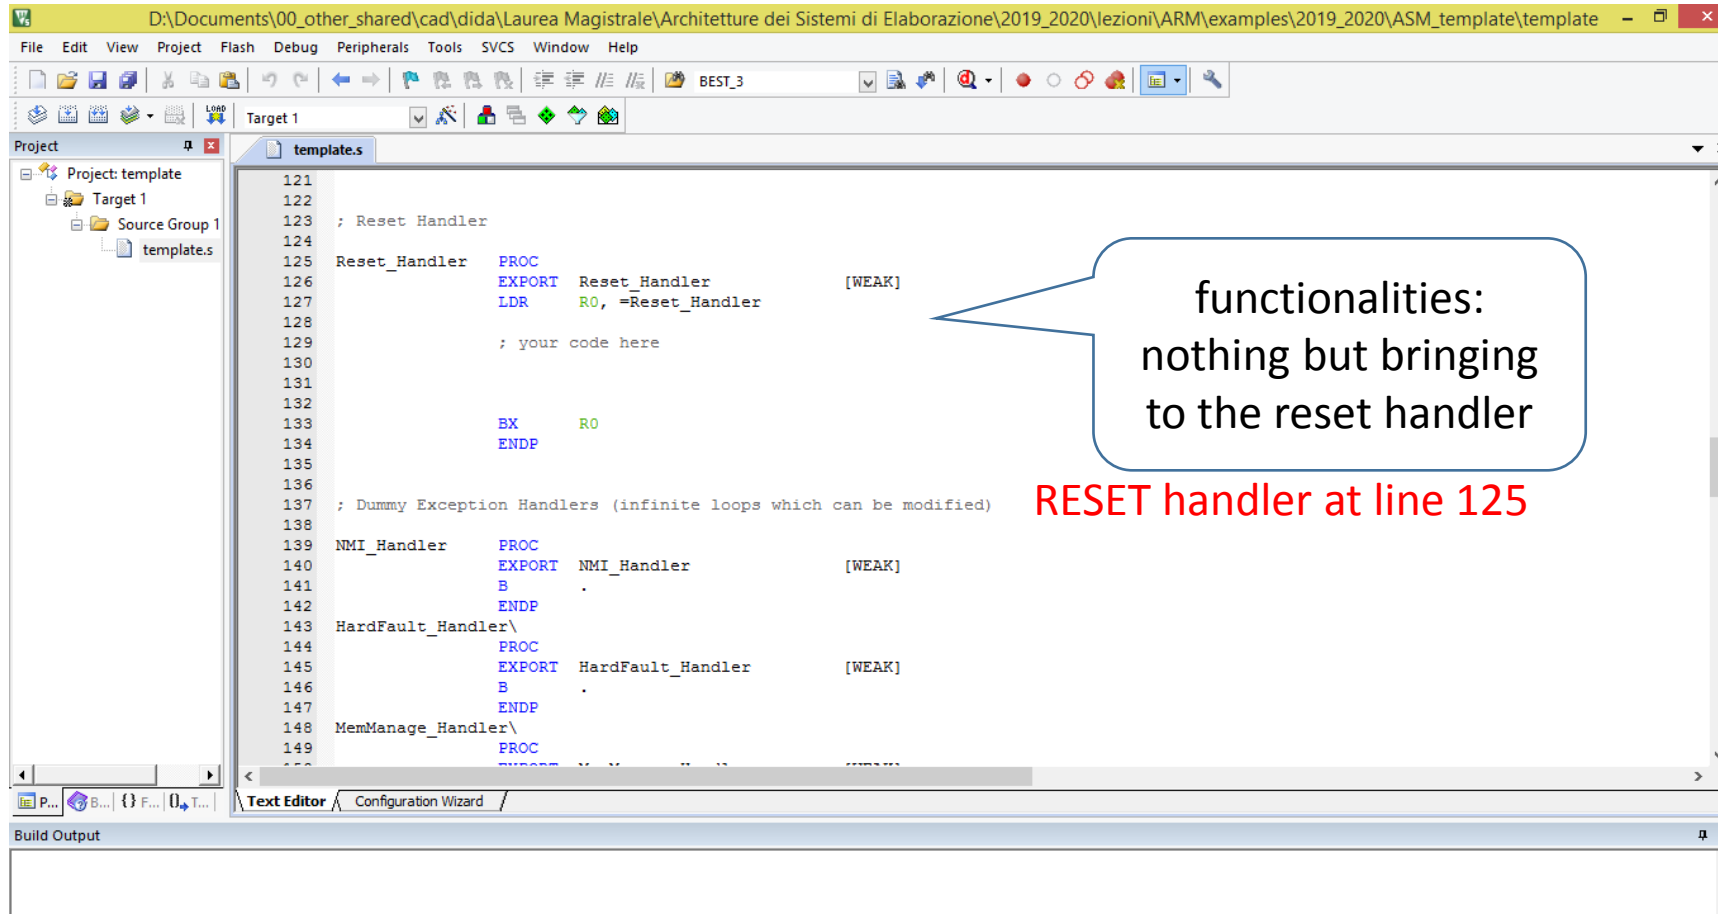 D:\Documents\00_other_shared\cad\dida\Laurea Magistrale\Architetture dei Sistemi di Elaborazione\2019_2020\lezioni\ARM\examples\2019_2020\ASM_template\template
File Edit View Project Flash Debug Peripherals Tools SVCS Window Help
BEST_3
LOAD
Target 1
Project
template.s
Project: template
Target 1
Source Group 1
template.s
121
122
123 ; Reset Handler
124
125 Reset_Handler PROC
126 EXPORT Reset_Handler [WEAK]
127 LDR R0, =Reset_Handler
128
129 ; your code here
130
131
132
133 BX R0
134 ENDP
135
136
137 ; Dummy Exception Handlers (infinite loops which can be modified)
138
139 NMI_Handler PROC
140 EXPORT NMI_Handler [WEAK]
141 B .
142 ENDP
143 HardFault_Handler\
144 PROC
145 EXPORT HardFault_Handler [WEAK]
146 B .
147 ENDP
148 MemManage_Handler\
149 PROC
functionalities:
nothing but bringing
to the reset handler
RESET handler at line 125
P... B... {} F... 0 T...
Text Editor Configuration Wizard
Build Output